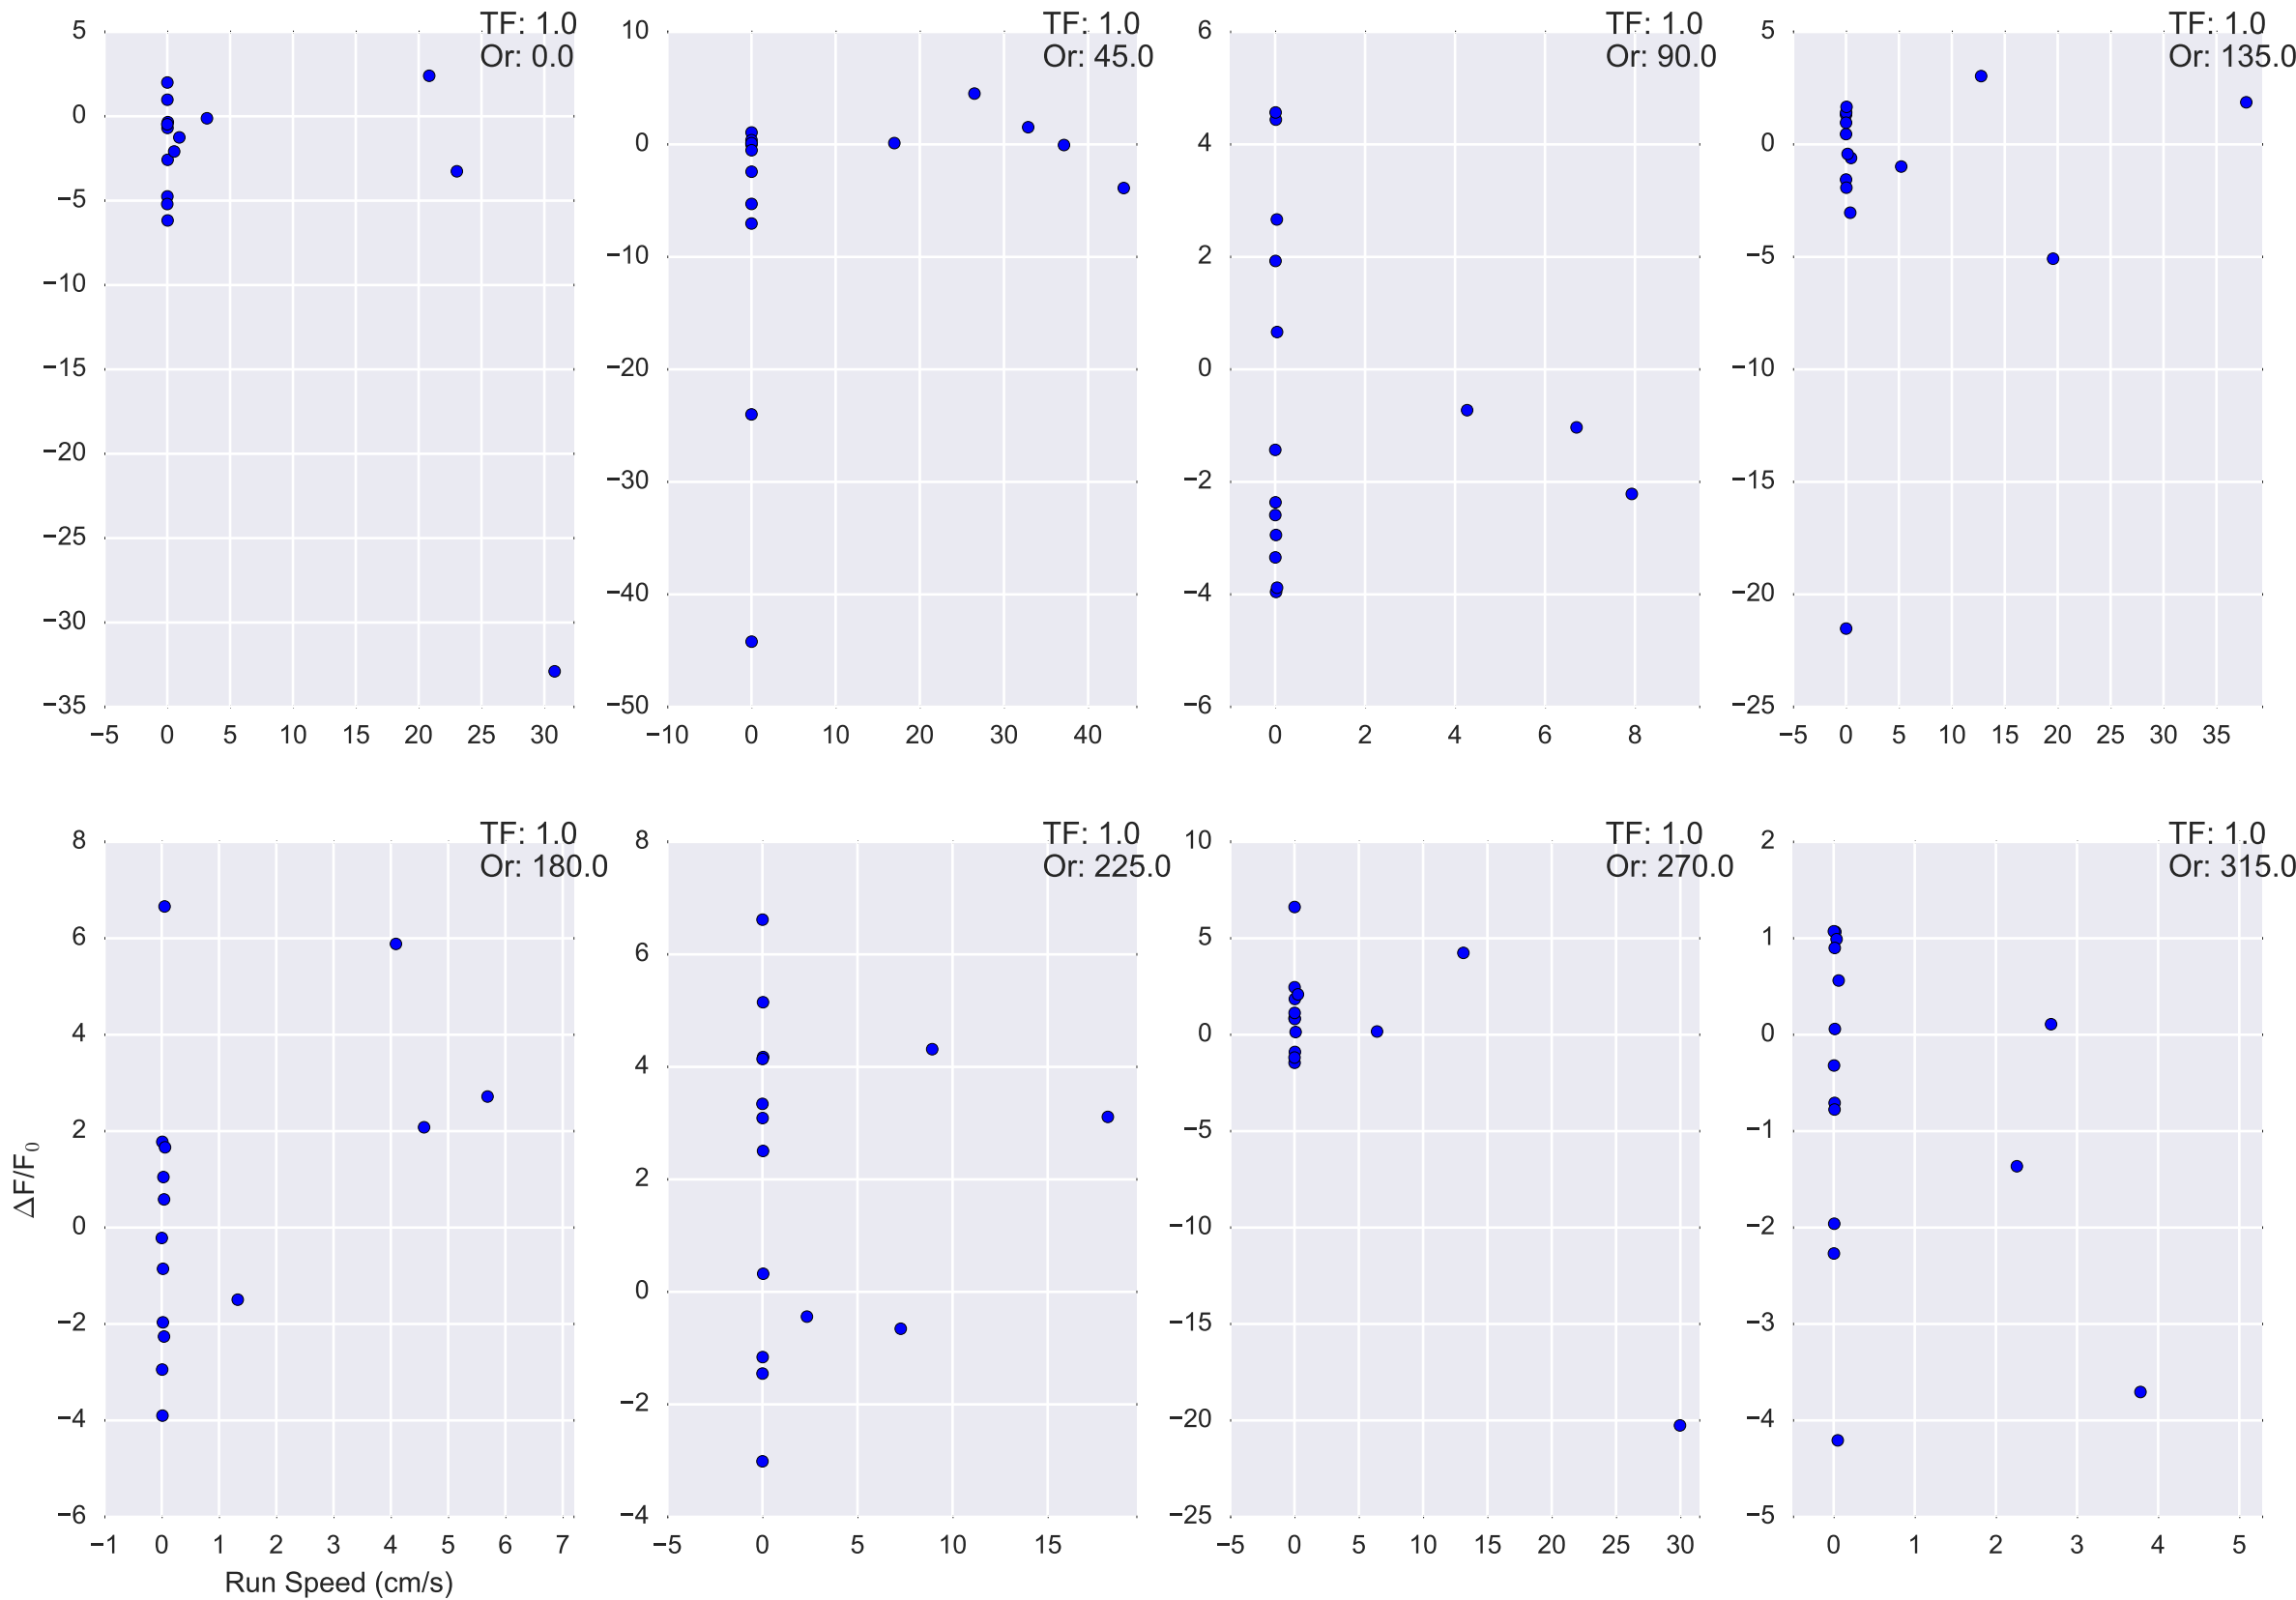 TF: 1.0
Or: 0.0
5
0
−5
−10
−15
−20
−25
−30
−35
−5 0 5 10 15 20 25 30
TF: 1.0
Or: 45.0
10
0
−10
−20
−30
−40
−50
−10 0 10 20 30 40
TF: 1.0
Or: 90.0
6
4
2
0
−2
−4
−6
0 2 4 6 8
TF: 1.0
Or: 135.0
5
0
−5
−10
−15
−20
−25
−5 0 5 10 15 20 25 30 35
TF: 1.0
Or: 180.0
8
6
4
2
0
−2
−4
−6
ΔF/F₀
−1 0 1 2 3 4 5 6 7
Run Speed (cm/s)
TF: 1.0
Or: 225.0
8
6
4
2
0
−2
−4
−5 0 5 10 15
TF: 1.0
Or: 270.0
10
5
0
−5
−10
−15
−20
−25
−5 0 5 10 15 20 25 30
TF: 1.0
Or: 315.0
2
1
0
−1
−2
−3
−4
−5
0 1 2 3 4 5